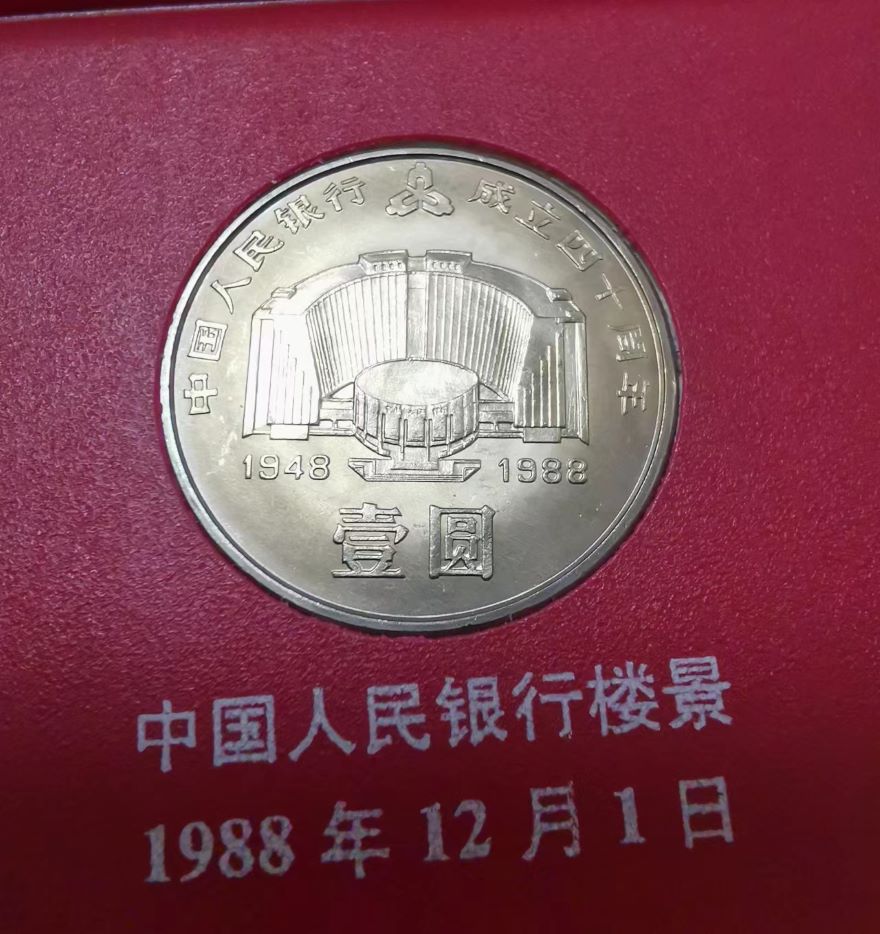 中国人民银行 成立四十周年
1948 1988
壹圆
中国人民银行楼景
1988年12月1日